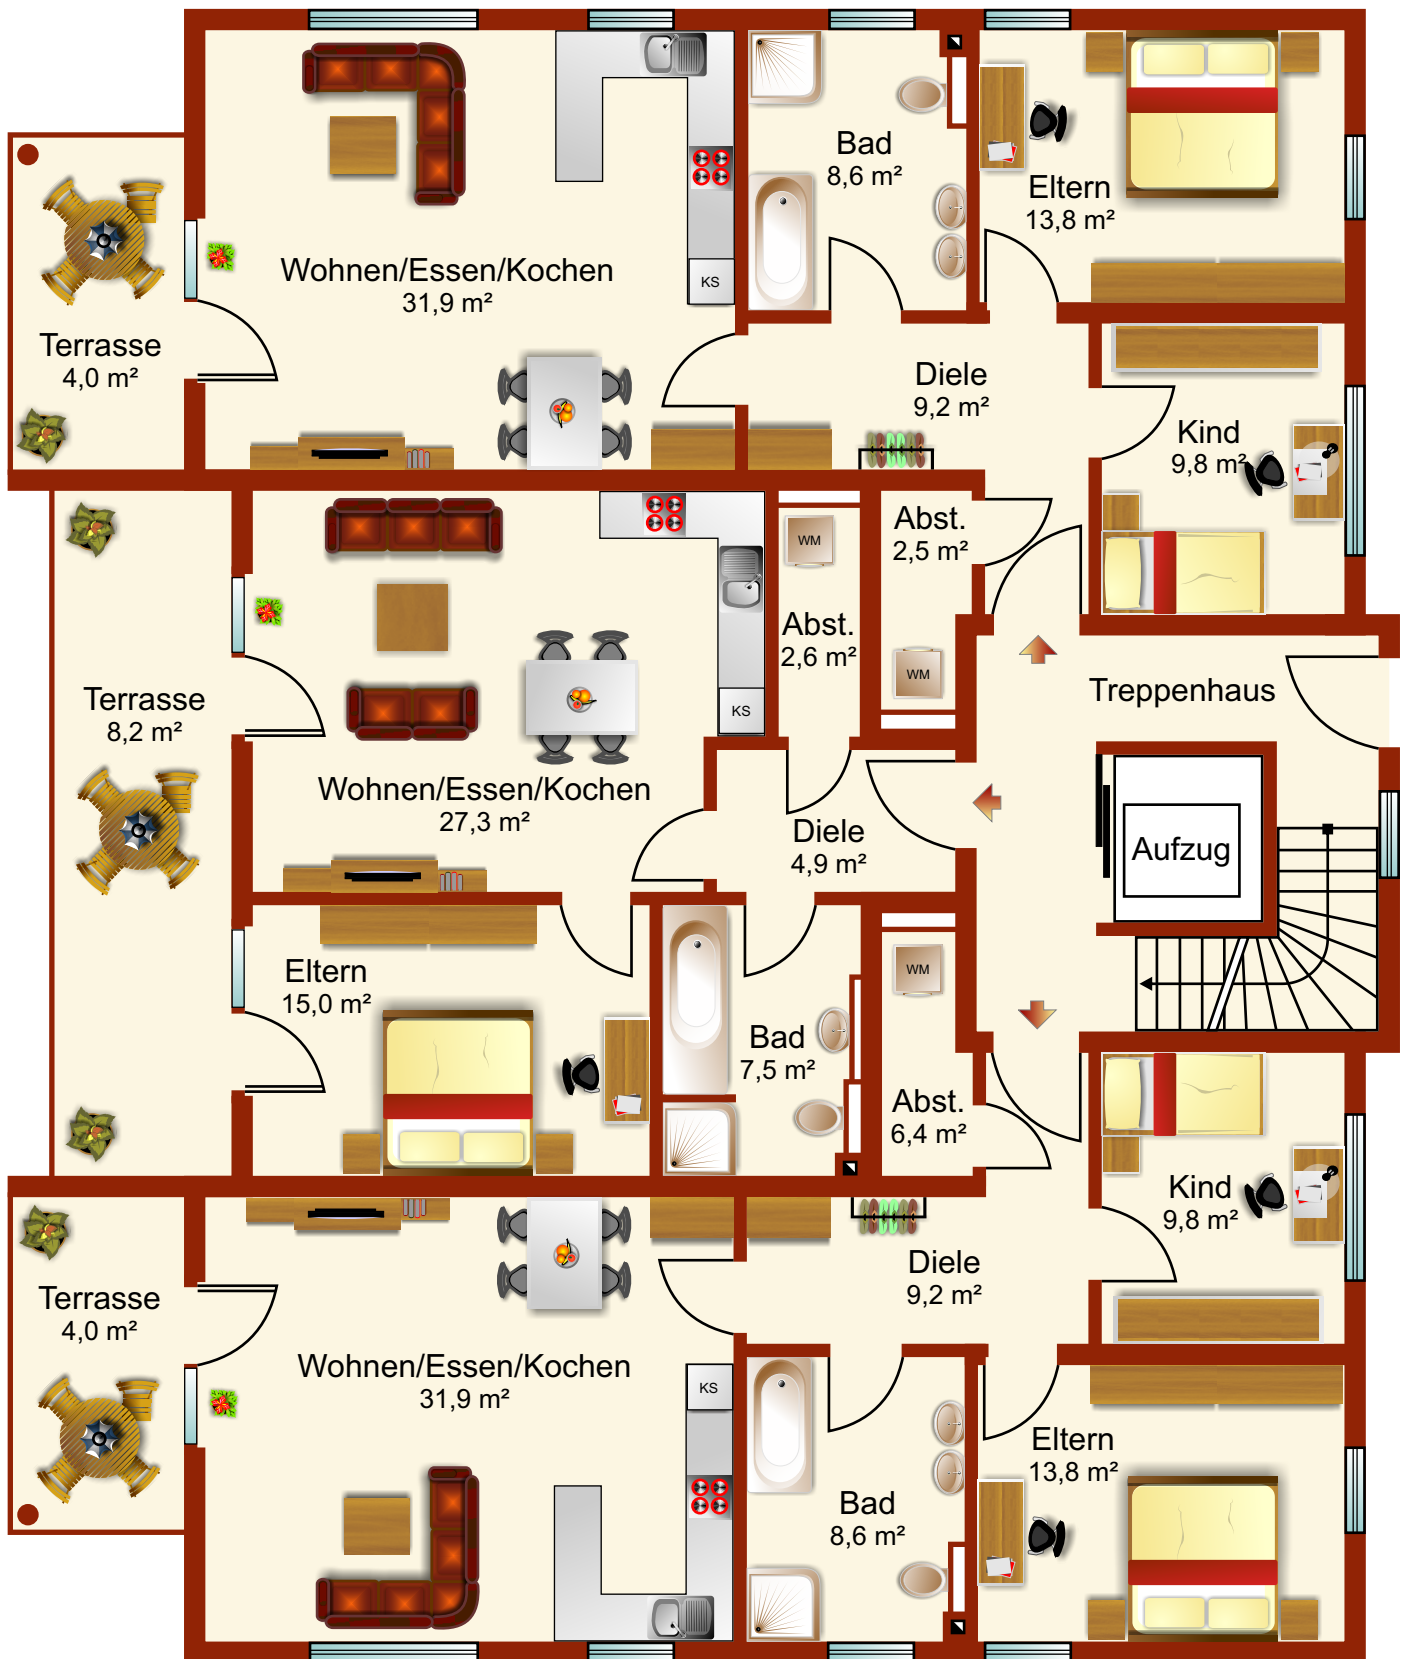 Bad
8,6 m²
Eltern
13,8 m²
Wohnen/Essen/Kochen
31,9 m²
KS
Terrasse
4,0 m²
Diele
9,2 m²
Kind
9,8 m²
Abst.
2,5 m²
WM
Abst.
2,6 m²
WM
Terrasse
8,2 m²
KS
Treppenhaus
Wohnen/Essen/Kochen
27,3 m²
Diele
4,9 m²
Aufzug
Eltern
15,0 m²
WM
Bad
7,5 m²
Abst.
6,4 m²
Kind
9,8 m²
Diele
9,2 m²
Terrasse
4,0 m²
Wohnen/Essen/Kochen
31,9 m²
KS
Eltern
13,8 m²
Bad
8,6 m²